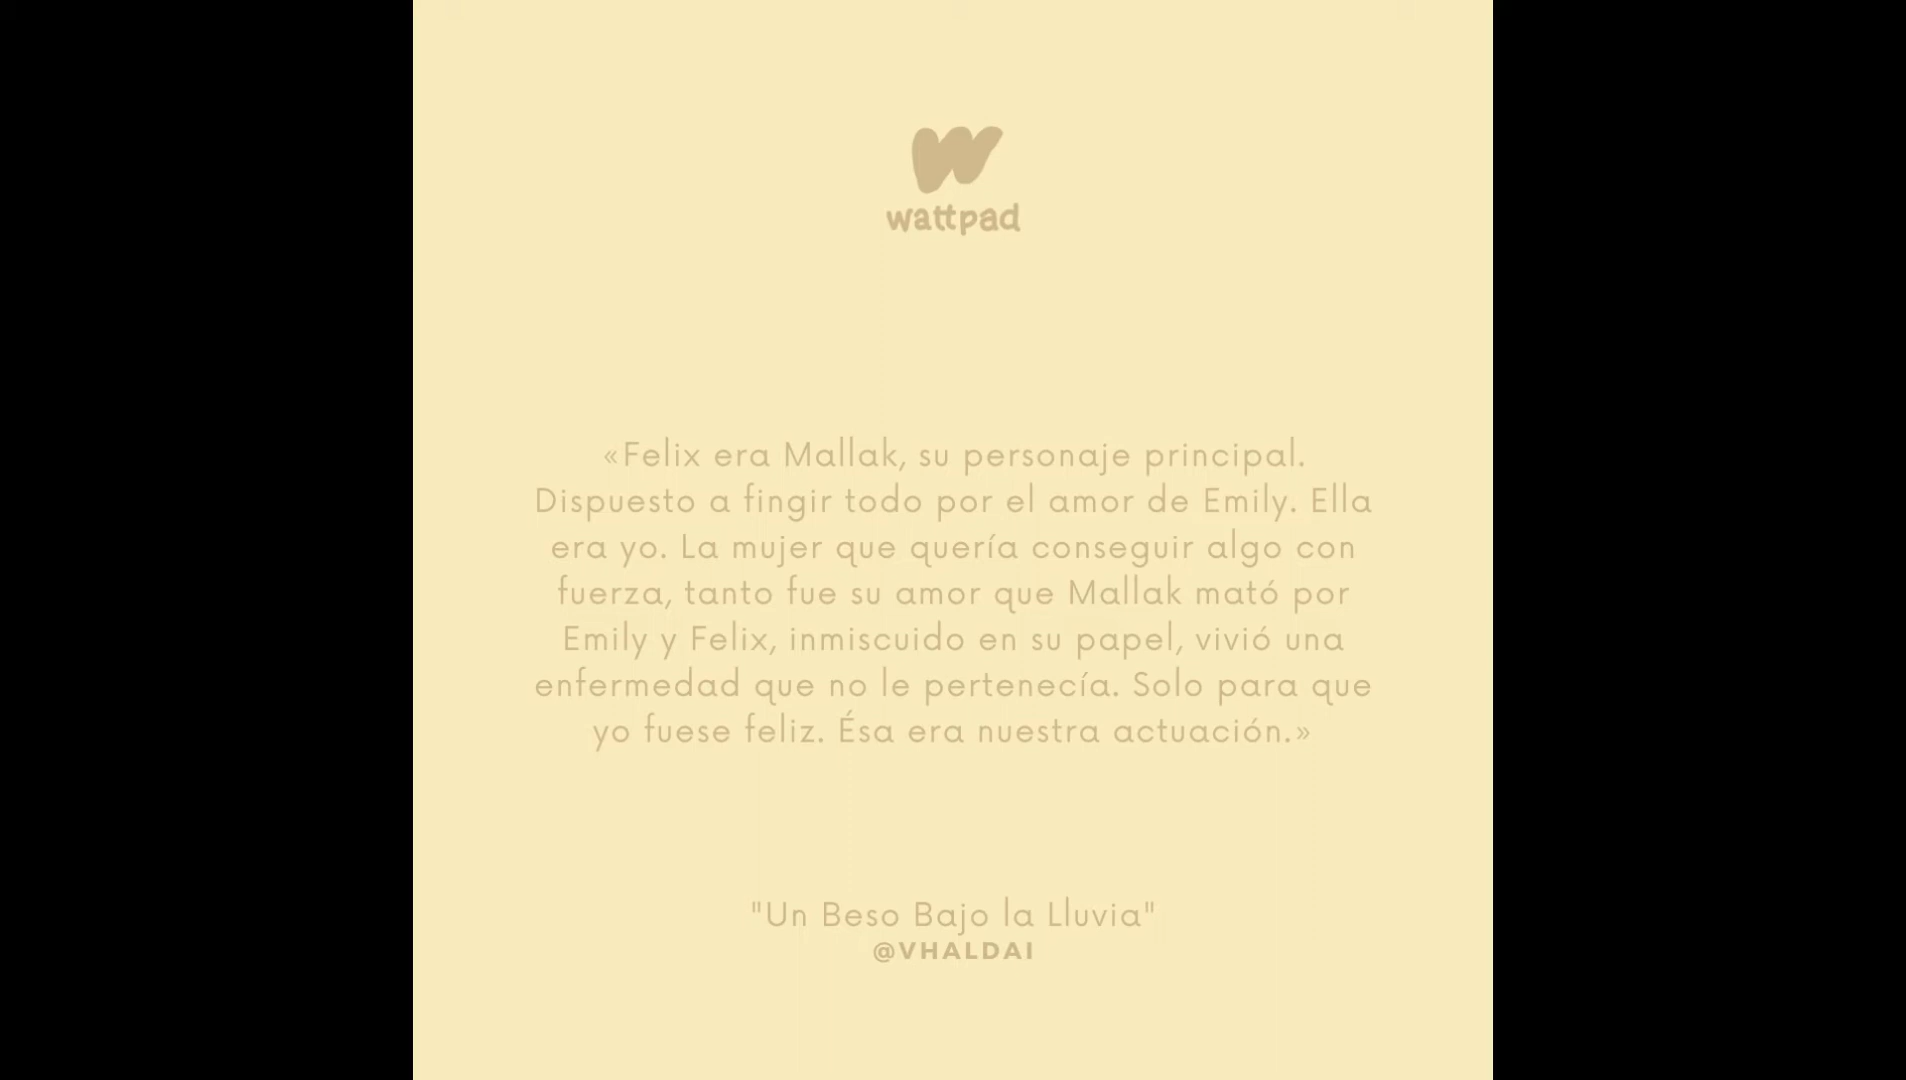 wattpad
«Felix era Mallak, su personaje principal.
Dispuesto a fingir todo por el amor de Emily. Ella
era yo. La mujer que quería conseguir algo con
fuerza, tanto fue su amor que Mallak mató por
Emily y Felix, inmiscuido en su papel, vivió una
enfermedad que no le pertenecía. Solo para que
yo fuese feliz. Ésa era nuestra actuación.»
"Un Beso Bajo la Lluvia"
@VHALDAI